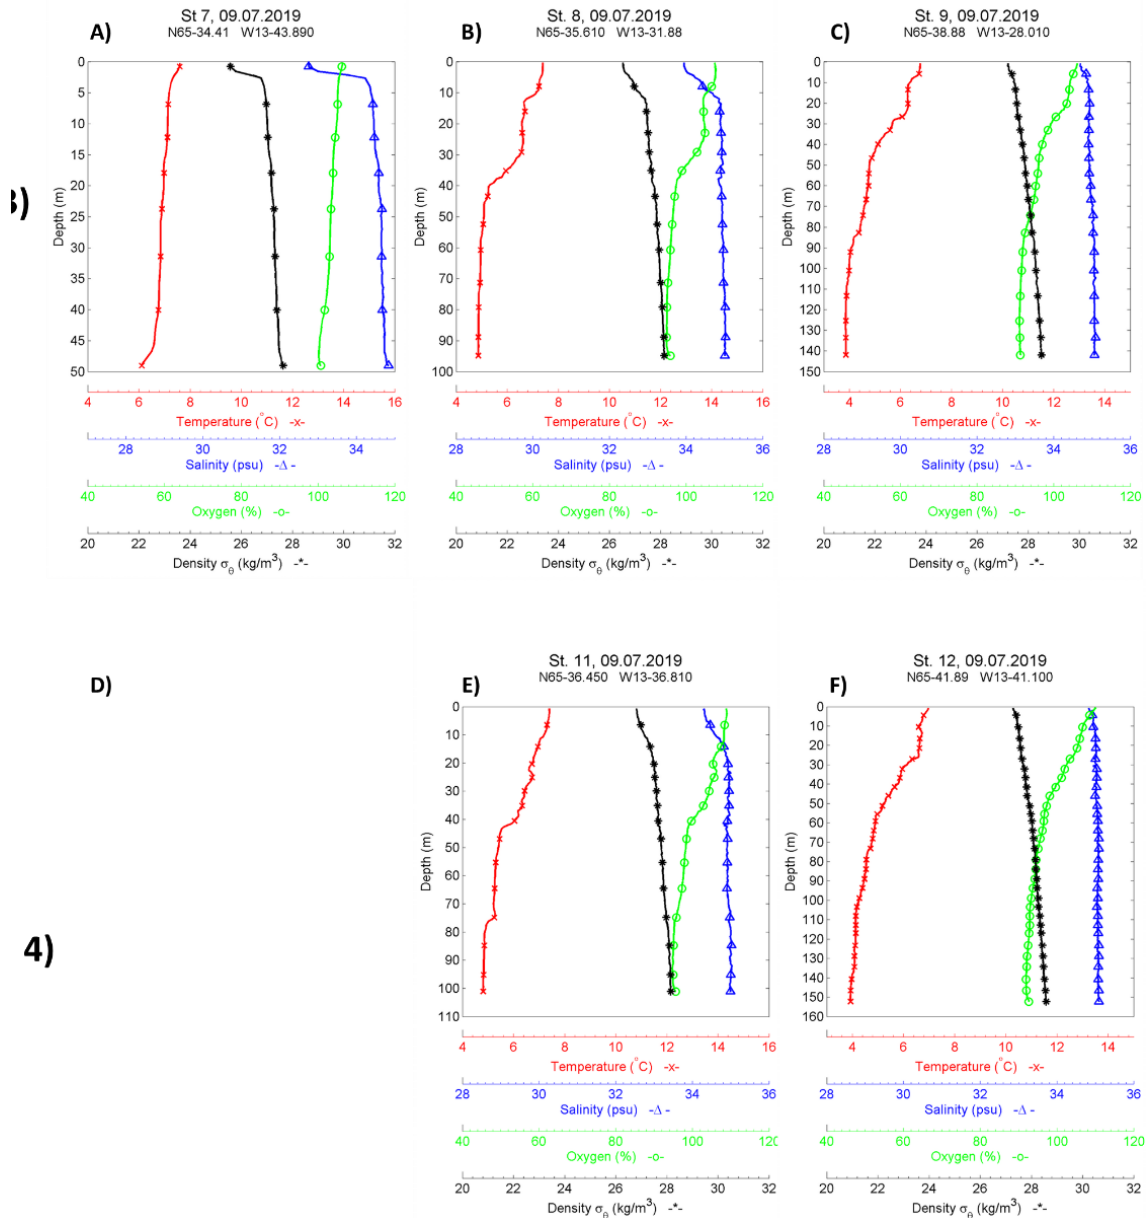 A)
St 7, 09.07.2019
N65-34.41 W13-43.890
0
5
10
15
20
25
30
35
40
45
50
Depth (m)
4 6 8 10 12 14 16
Temperature (°C) -x-
28 30 32 34
Salinity (psu) -Δ-
40 60 80 100 120
Oxygen (%) -o-
20 22 24 26 28 30 32
Density σθ (kg/m³) -*-
B)
St. 8, 09.07.2019
N65-35.610 W13-31.88
0
10
20
30
40
50
60
70
80
90
100
Depth (m)
4 6 8 10 12 14 16
Temperature (°C) -x-
28 30 32 34 36
Salinity (psu) -Δ-
40 60 80 100 120
Oxygen (%) -o-
20 22 24 26 28 30 32
Density σθ (kg/m³) -*-
C)
St. 9, 09.07.2019
N65-38.88 W13-28.010
0
10
20
30
40
50
60
70
80
90
100
110
120
130
140
150
Depth (m)
4 6 8 10 12 14
Temperature (°C) -x-
28 30 32 34 36
Salinity (psu) -Δ-
40 60 80 100 120
Oxygen (%) -o-
20 22 24 26 28 30 32
Density σθ (kg/m³) -*-
4)
D)
E)
St. 11, 09.07.2019
N65-36.450 W13-36.810
0
10
20
30
40
50
60
70
80
90
100
110
Depth (m)
4 6 8 10 12 14 16
Temperature (°C) -x-
28 30 32 34 36
Salinity (psu) -Δ-
40 60 80 100
Oxygen (%) -o-
20 22 24 26 28 30 32
Density σθ (kg/m³) -*-
F)
St. 12, 09.07.2019
N65-41.89 W13-41.100
0
10
20
30
40
50
60
70
80
90
100
110
120
130
140
150
160
Depth (m)
4 6 8 10 12 14
Temperature (°C) -x-
28 30 32 34 36
Salinity (psu) -Δ-
40 60 80 100 120
Oxygen (%) -o-
20 22 24 26 28 30 32
Density σθ (kg/m³) -*-